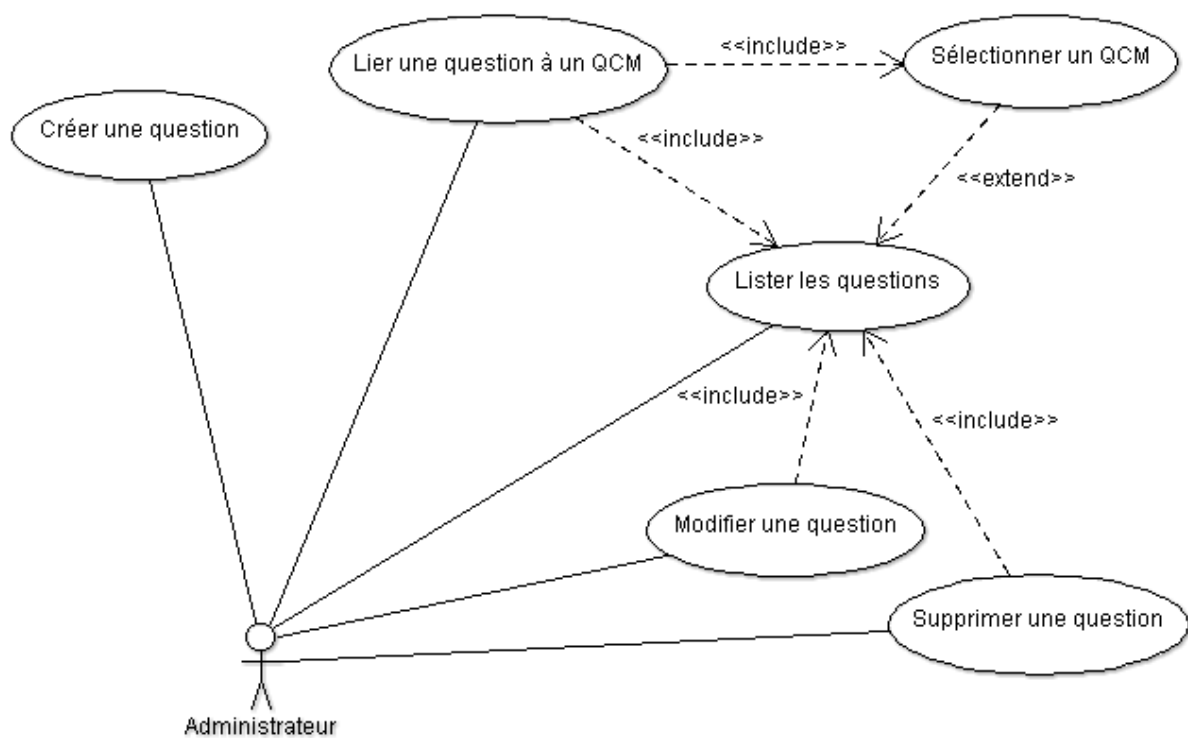 Lier une question à un QCM
<<include>>
Sélectionner un QCM
Créer une question
<<include>>
<<extend>>
Lister les questions
<<include>>
<<include>>
Modifier une question
Supprimer une question
Administrateur